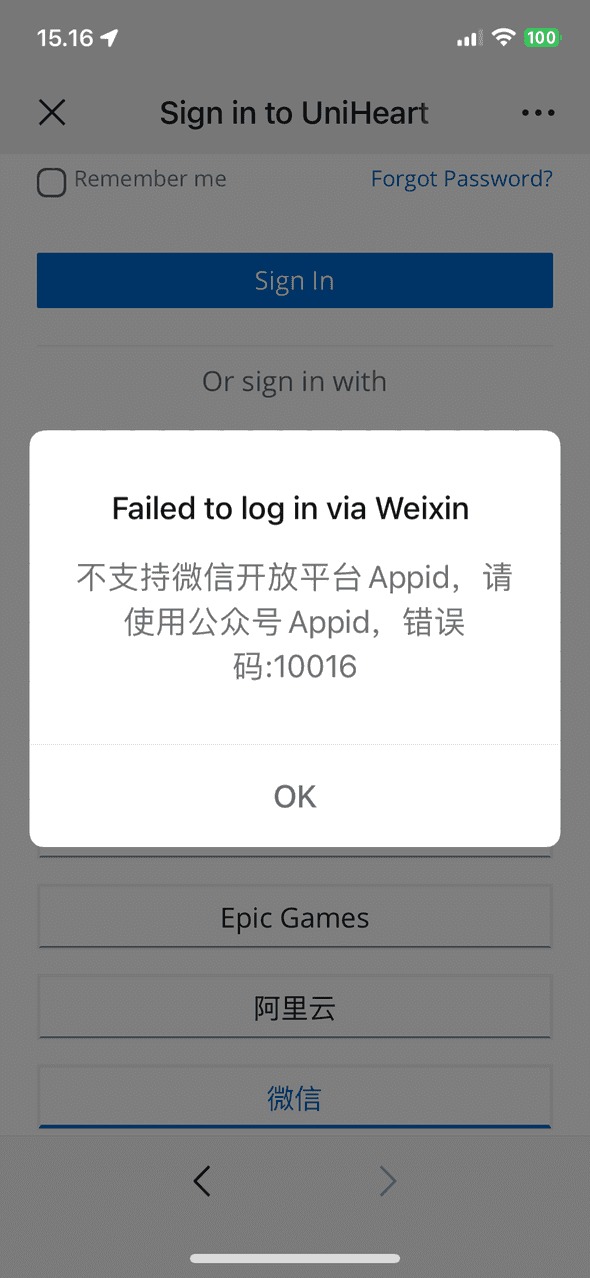 15.16
100
Sign in to UniHeart
Remember me
Forgot Password?
Sign In
Or sign in with
Failed to log in via Weixin
不支持微信开放平台 Appid，请
使用公众号 Appid，错误
码:10016
OK
Epic Games
阿里云
微信